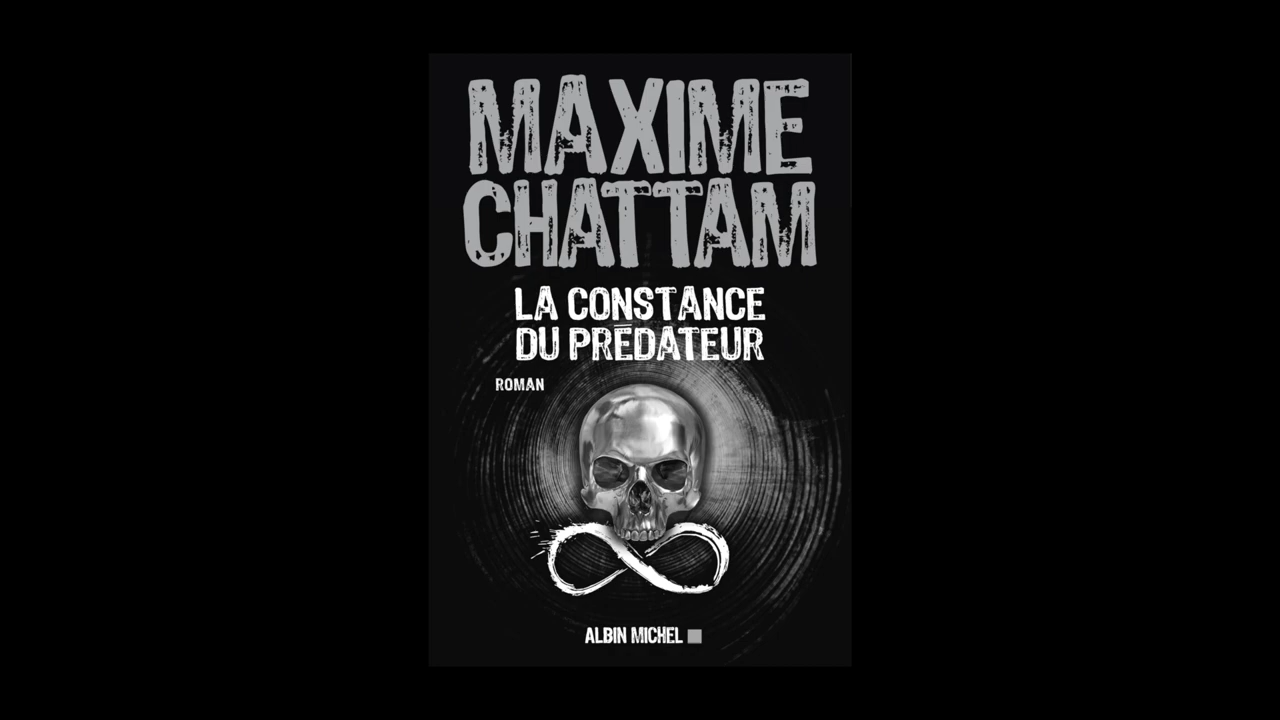 MAXIME
CHATTAM
LA CONSTANCE
DU PRÉDATEUR
ROMAN
ALBIN MICHEL